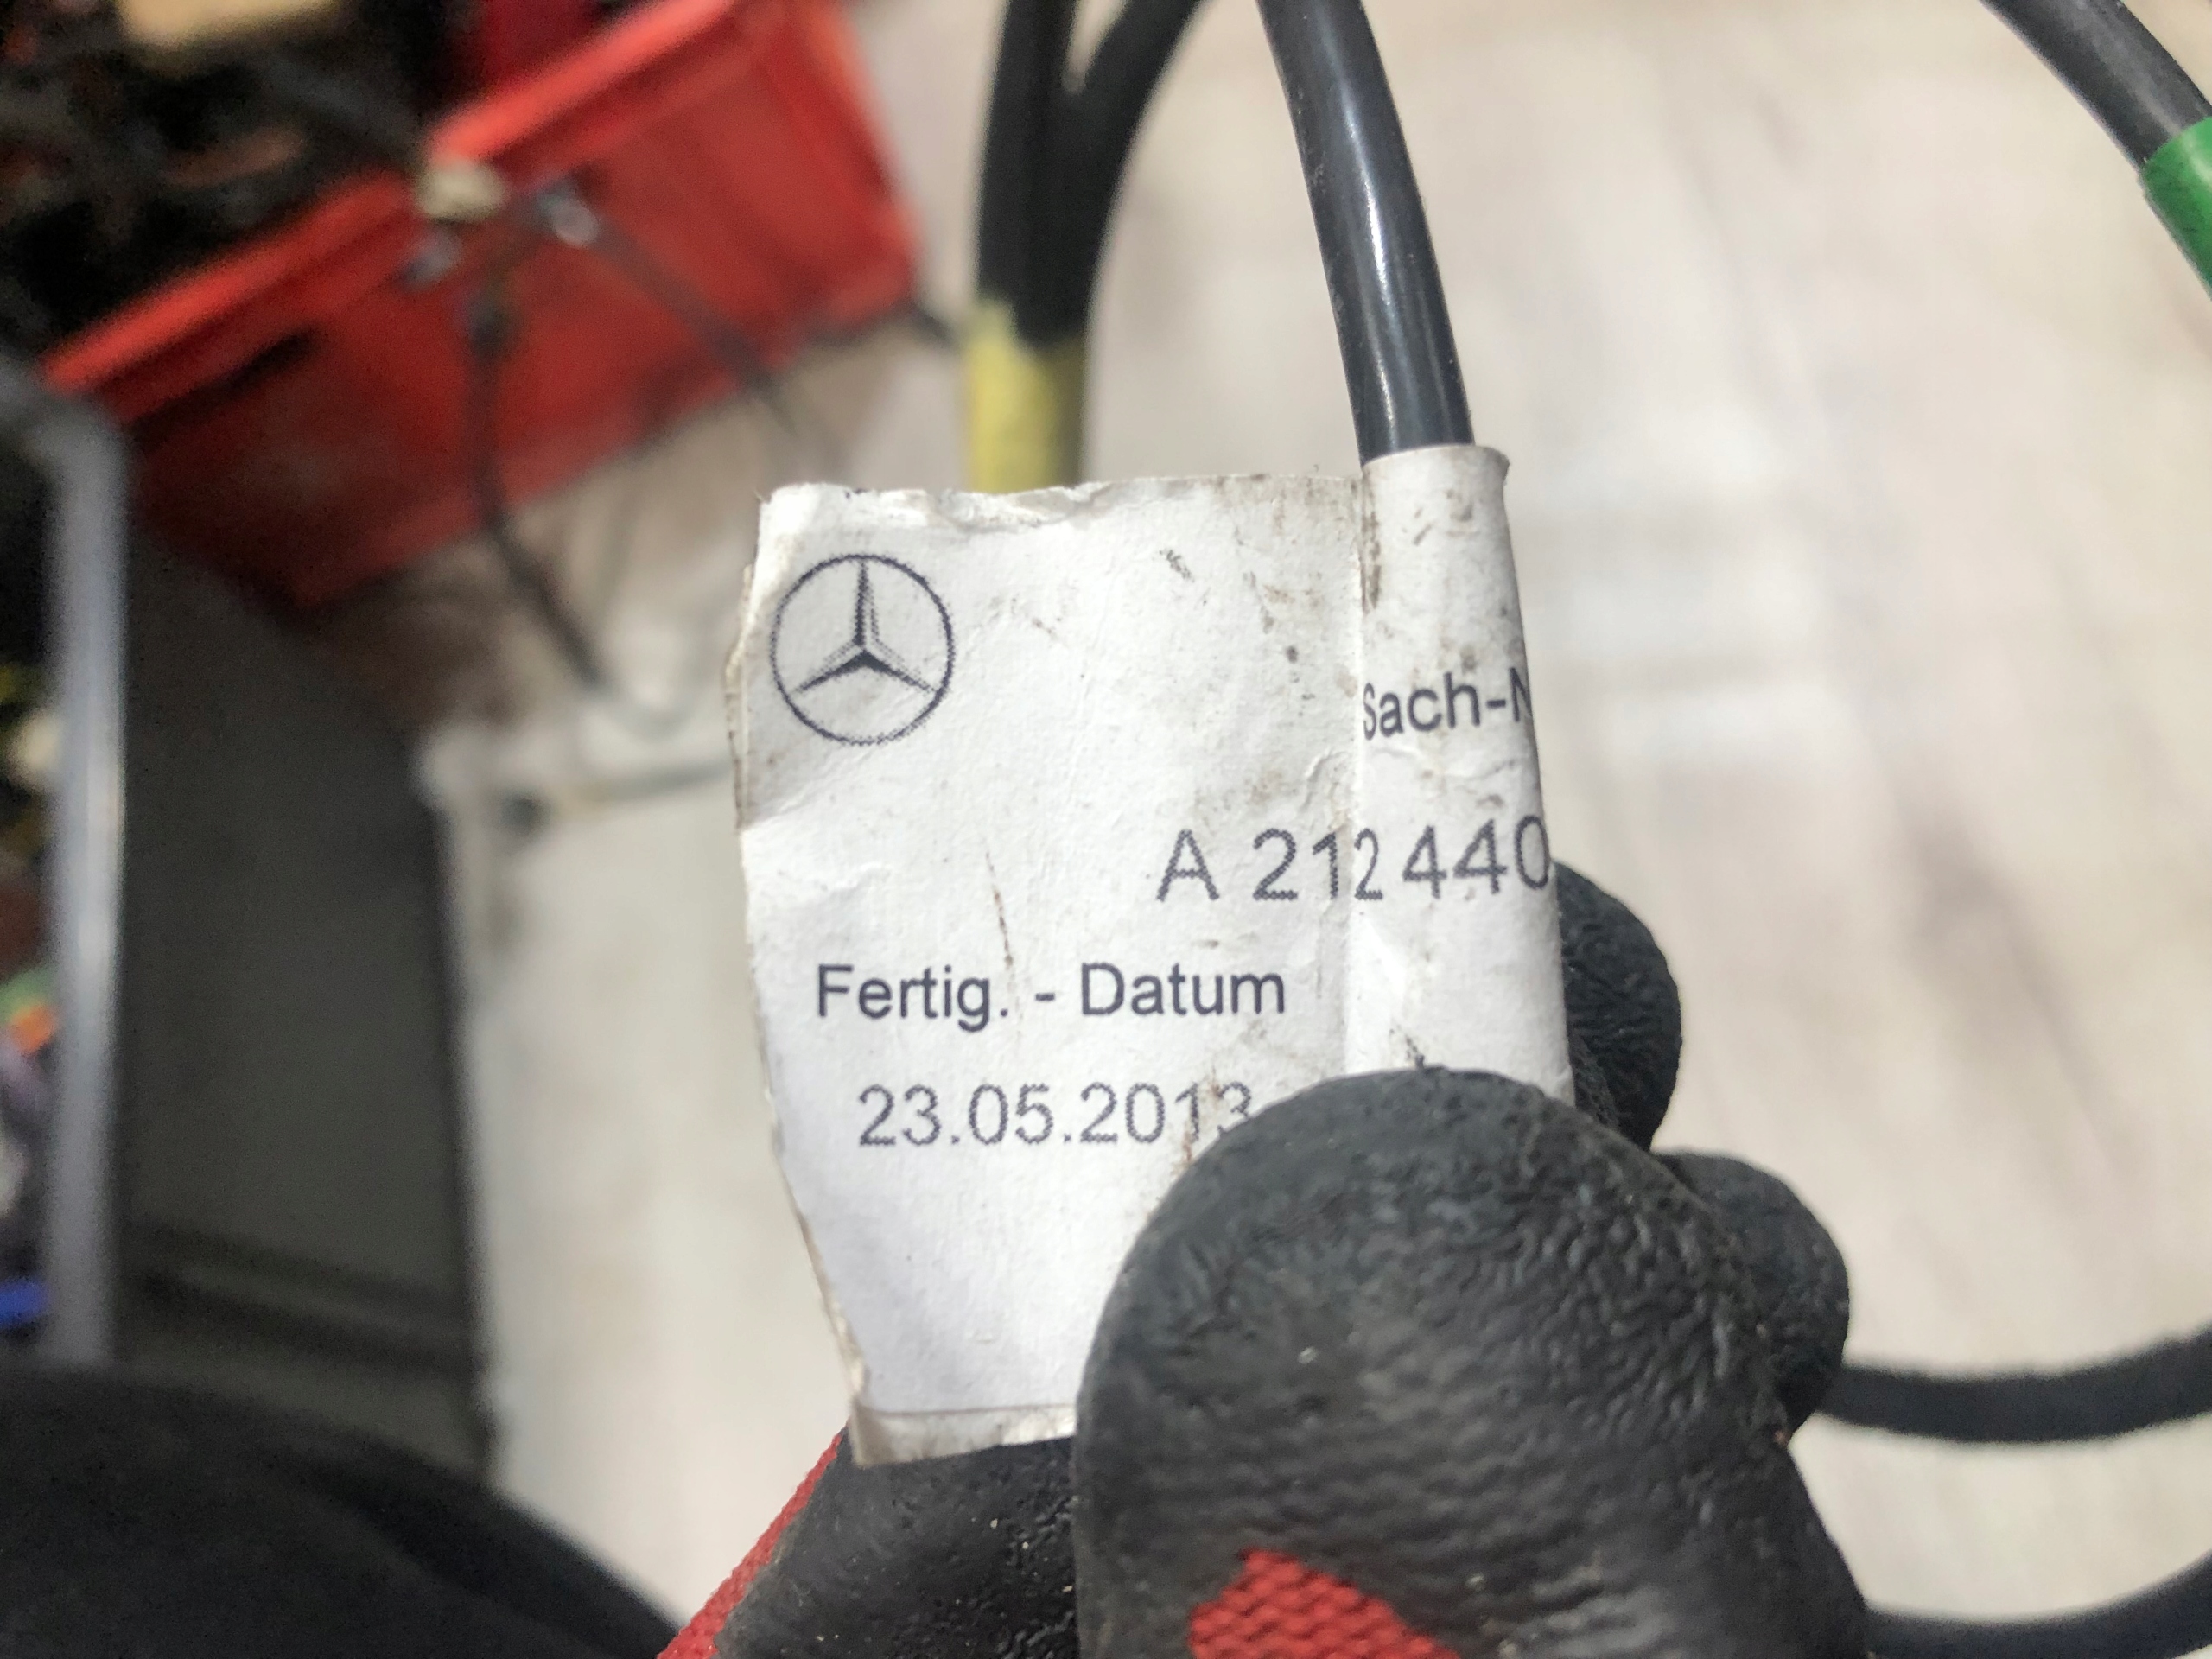 Sach-N
A 212 440
Fertig. - Datum
23.05.2013